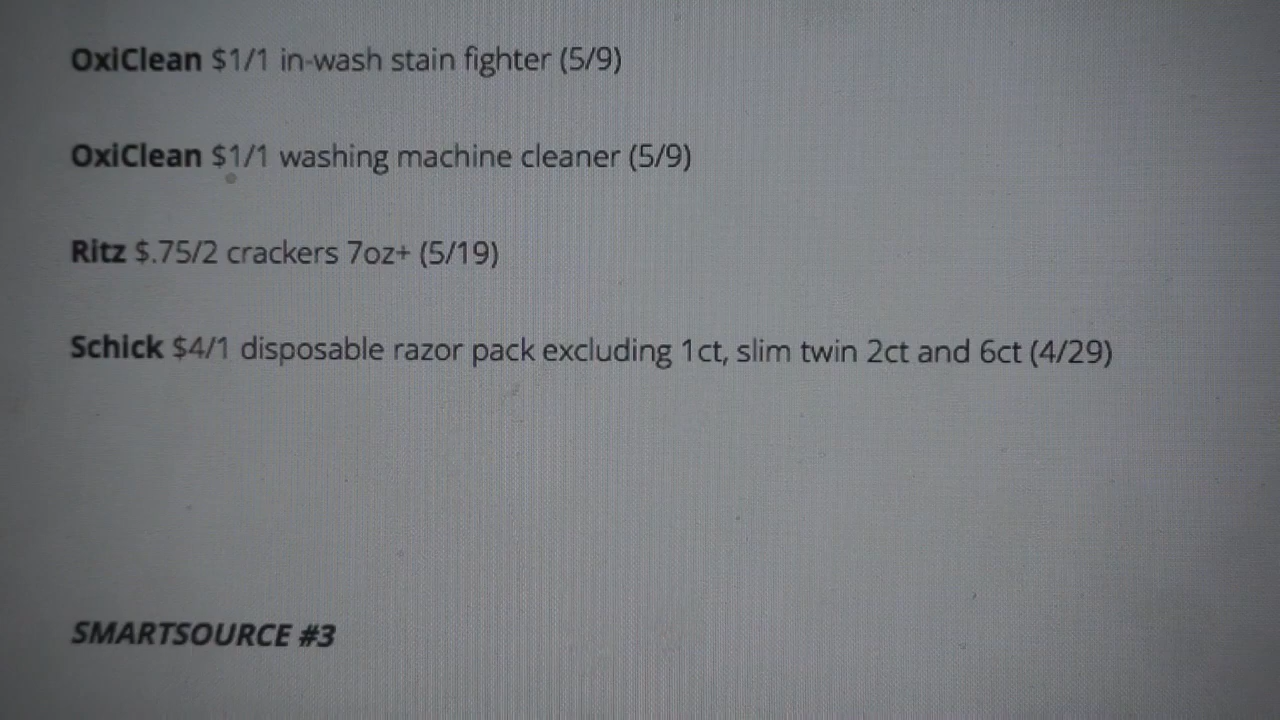 OxiClean $1/1 in-wash stain fighter (5/9)
OxiClean $1/1 washing machine cleaner (5/9)
Ritz $.75/2 crackers 7oz+ (5/19)
Schick $4/1 disposable razor pack excluding 1ct, slim twin 2ct and 6ct (4/29)
SMARTSOURCE #3